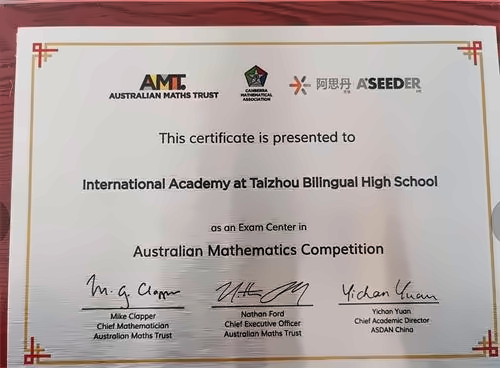 AMT.
AUSTRALIAN MATHS TRUST
CANBERRA
MATHEMATICAL
ASSOCIATION
阿思丹 ASEEDER
This certificate is presented to
International Academy at Taizhou Bilingual High School
as an Exam Center in
Australian Mathematics Competition
M. G. Clapper
Yichan Yuan
Mike Clapper
Chief Mathematician
Australian Maths Trust
Nathan Ford
Chief Executive Officer
Australian Maths Trust
Yichan Yuan
Chief Academic Director
ASDAN China